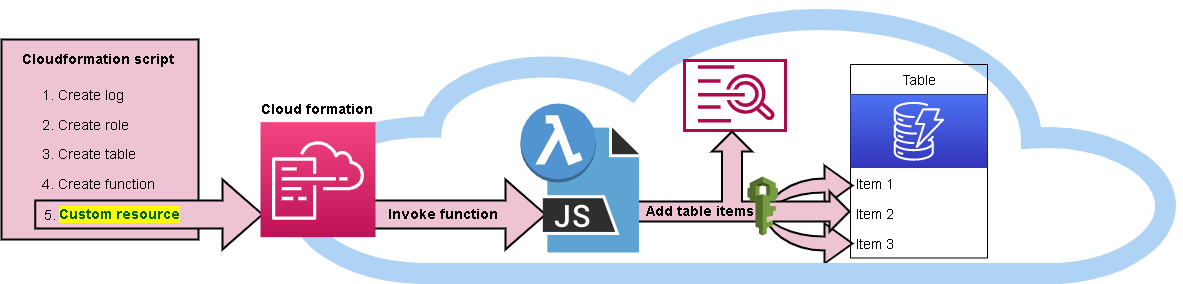 Cloudformation script
1. Create log
2. Create role
3. Create table
4. Create function
5. Custom resource
Cloud formation
Invoke function
λ
JS
Add table items
Table
Item 1
Item 2
Item 3